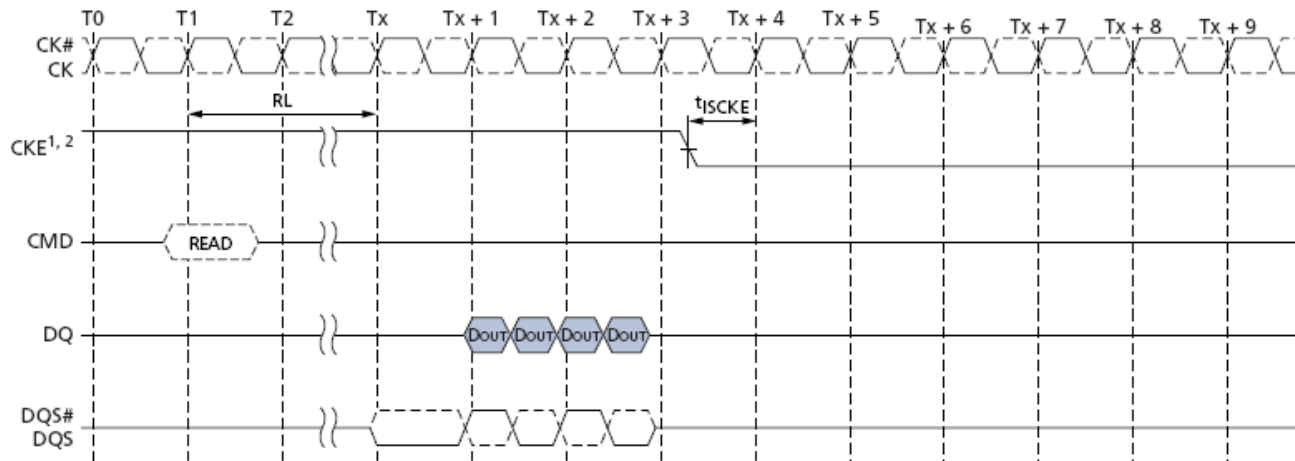 T0 T1 T2 Tx Tx + 1 Tx + 2 Tx + 3 Tx + 4 Tx + 5 Tx + 6 Tx + 7 Tx + 8 Tx + 9
CK#
CK
RL
tISCKE
CKE1, 2
CMD
READ
DQ
DOUT DOUT DOUT DOUT
DQS#
DQS